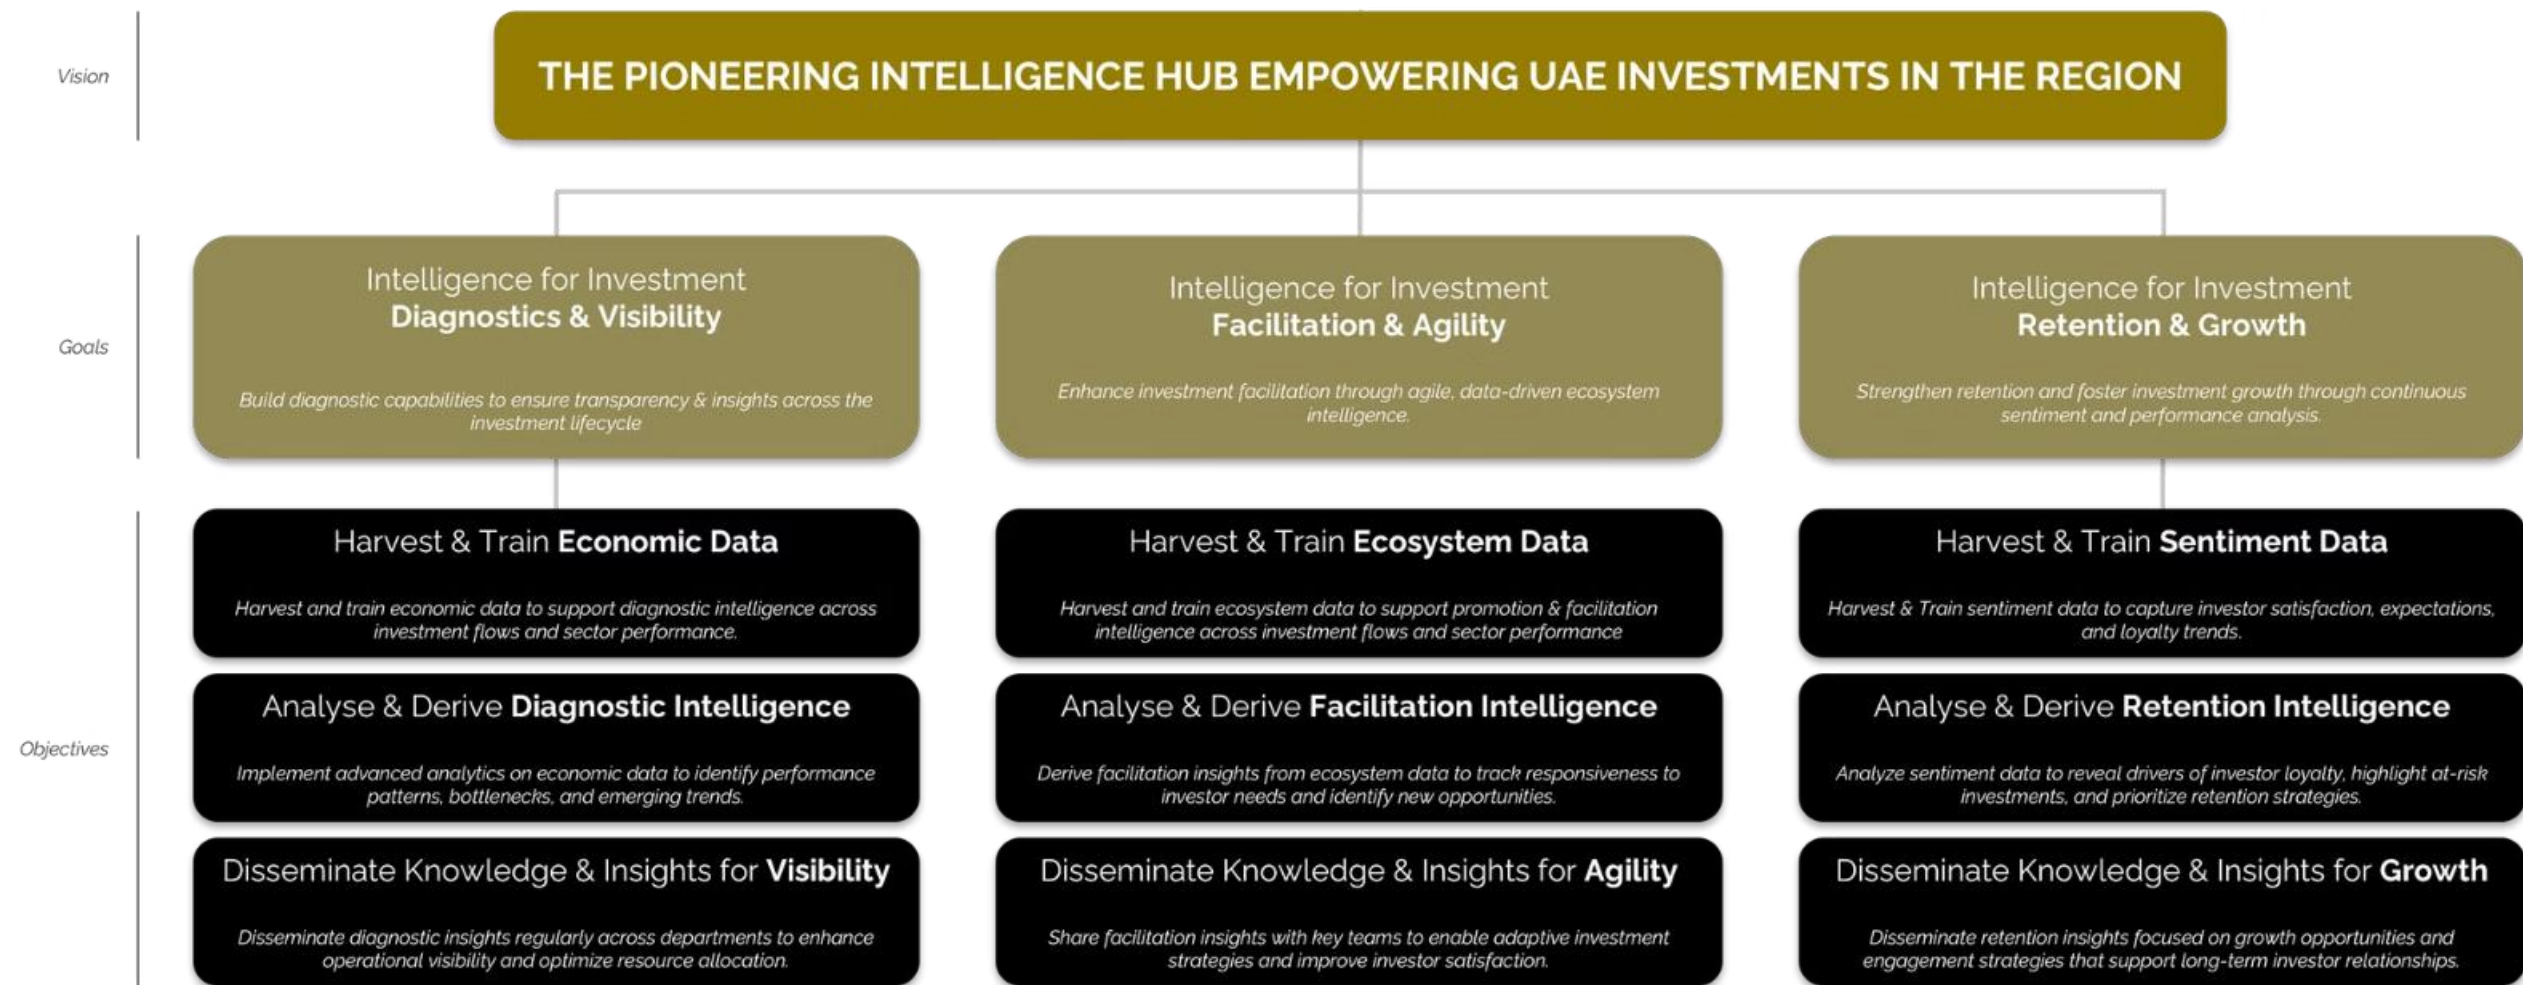 Vision
THE PIONEERING INTELLIGENCE HUB EMPOWERING UAE INVESTMENTS IN THE REGION
Goals
Intelligence for Investment
Diagnostics & Visibility
Build diagnostic capabilities to ensure transparency & insights across the
investment lifecycle
Intelligence for Investment
Facilitation & Agility
Enhance investment facilitation through agile, data-driven ecosystem
intelligence.
Intelligence for Investment
Retention & Growth
Strengthen retention and foster investment growth through continuous
sentiment and performance analysis.
Objectives
Harvest & Train Economic Data
Harvest and train economic data to support diagnostic intelligence across
investment flows and sector performance.
Harvest & Train Ecosystem Data
Harvest and train ecosystem data to support promotion & facilitation
intelligence across investment flows and sector performance
Harvest & Train Sentiment Data
Harvest & Train sentiment data to capture investor satisfaction, expectations,
and loyalty trends.
Analyse & Derive Diagnostic Intelligence
Implement advanced analytics on economic data to identify performance
patterns, bottlenecks, and emerging trends.
Analyse & Derive Facilitation Intelligence
Derive facilitation insights from ecosystem data to track responsiveness to
investor needs and identify new opportunities.
Analyse & Derive Retention Intelligence
Analyze sentiment data to reveal drivers of investor loyalty, highlight at-risk
investments, and prioritize retention strategies.
Disseminate Knowledge & Insights for Visibility
Disseminate diagnostic insights regularly across departments to enhance
operational visibility and optimize resource allocation.
Disseminate Knowledge & Insights for Agility
Share facilitation insights with key teams to enable adaptive investment
strategies and improve investor satisfaction.
Disseminate Knowledge & Insights for Growth
Disseminate retention insights focused on growth opportunities and
engagement strategies that support long-term investor relationships.